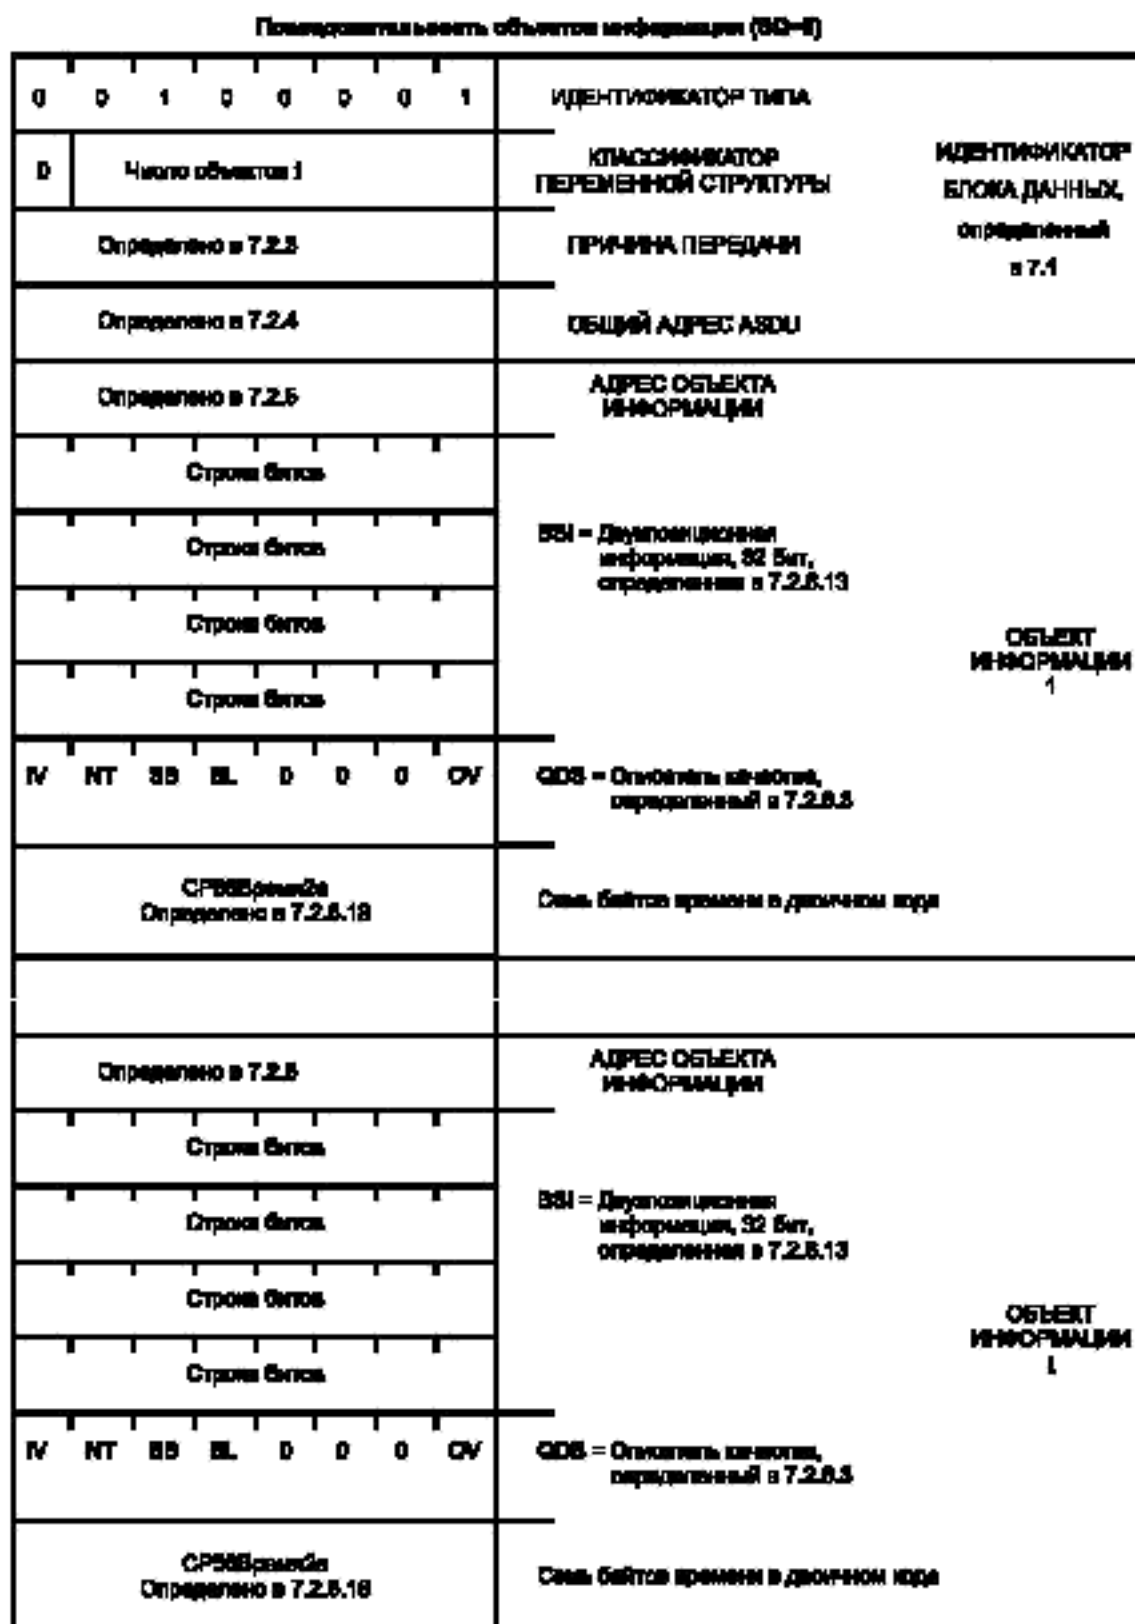 Последовательность объектов информации (SQ=0)
0 0 1 0 0 0 0 1 ИДЕНТИФИКАТОР ТИПА
0 Число объектов i КЛАССИФИКАТОР
ПЕРЕМЕННОЙ СТРУКТУРЫ
Определено в 7.2.3 ПРИЧИНА ПЕРЕДАЧИ
Определено в 7.2.4 ОБЩИЙ АДРЕС ASDU
ИДЕНТИФИКАТОР
БЛОКА ДАННЫХ,
определенный
в 7.1
Определено в 7.2.5 АДРЕС ОБЪЕКТА
ИНФОРМАЦИИ
Строка битов
Строка битов
Строка битов
Строка битов
BSI = Двухпозиционная
информация, 32 бит,
определенная в 7.2.6.13
ОБЪЕКТ
ИНФОРМАЦИИ
1
IV NT SB BL 0 0 0 OV QDS = Описатель качества,
определенный в 7.2.6.3
CP56Время2а
Определено в 7.2.6.18
Семь байтов времени в двоичном коде
Определено в 7.2.5 АДРЕС ОБЪЕКТА
ИНФОРМАЦИИ
Строка битов
Строка битов
Строка битов
Строка битов
BSI = Двухпозиционная
информация, 32 бит,
определенная в 7.2.6.13
ОБЪЕКТ
ИНФОРМАЦИИ
i
IV NT SB BL 0 0 0 OV QDS = Описатель качества,
определенный в 7.2.6.3
CP56Время2а
Определено в 7.2.6.18
Семь байтов времени в двоичном коде